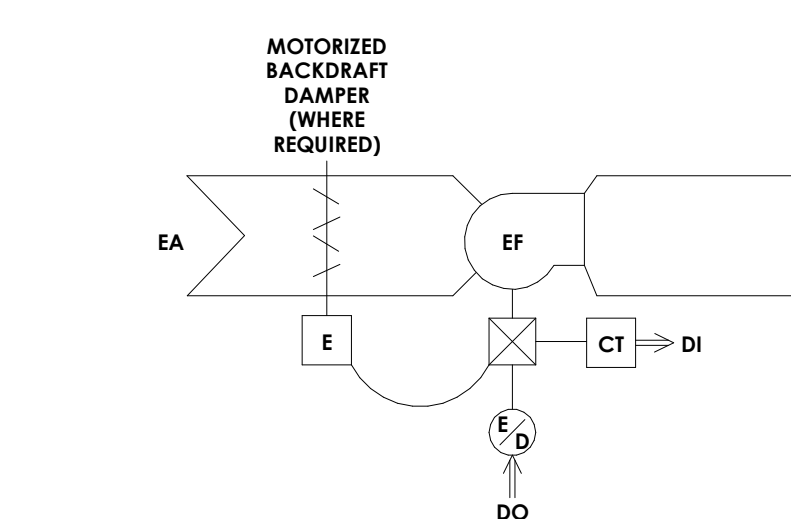 MOTORIZED
BACKDRAFT
DAMPER
(WHERE
REQUIRED)
EA
EF
E
CT
DI
E/D
DO